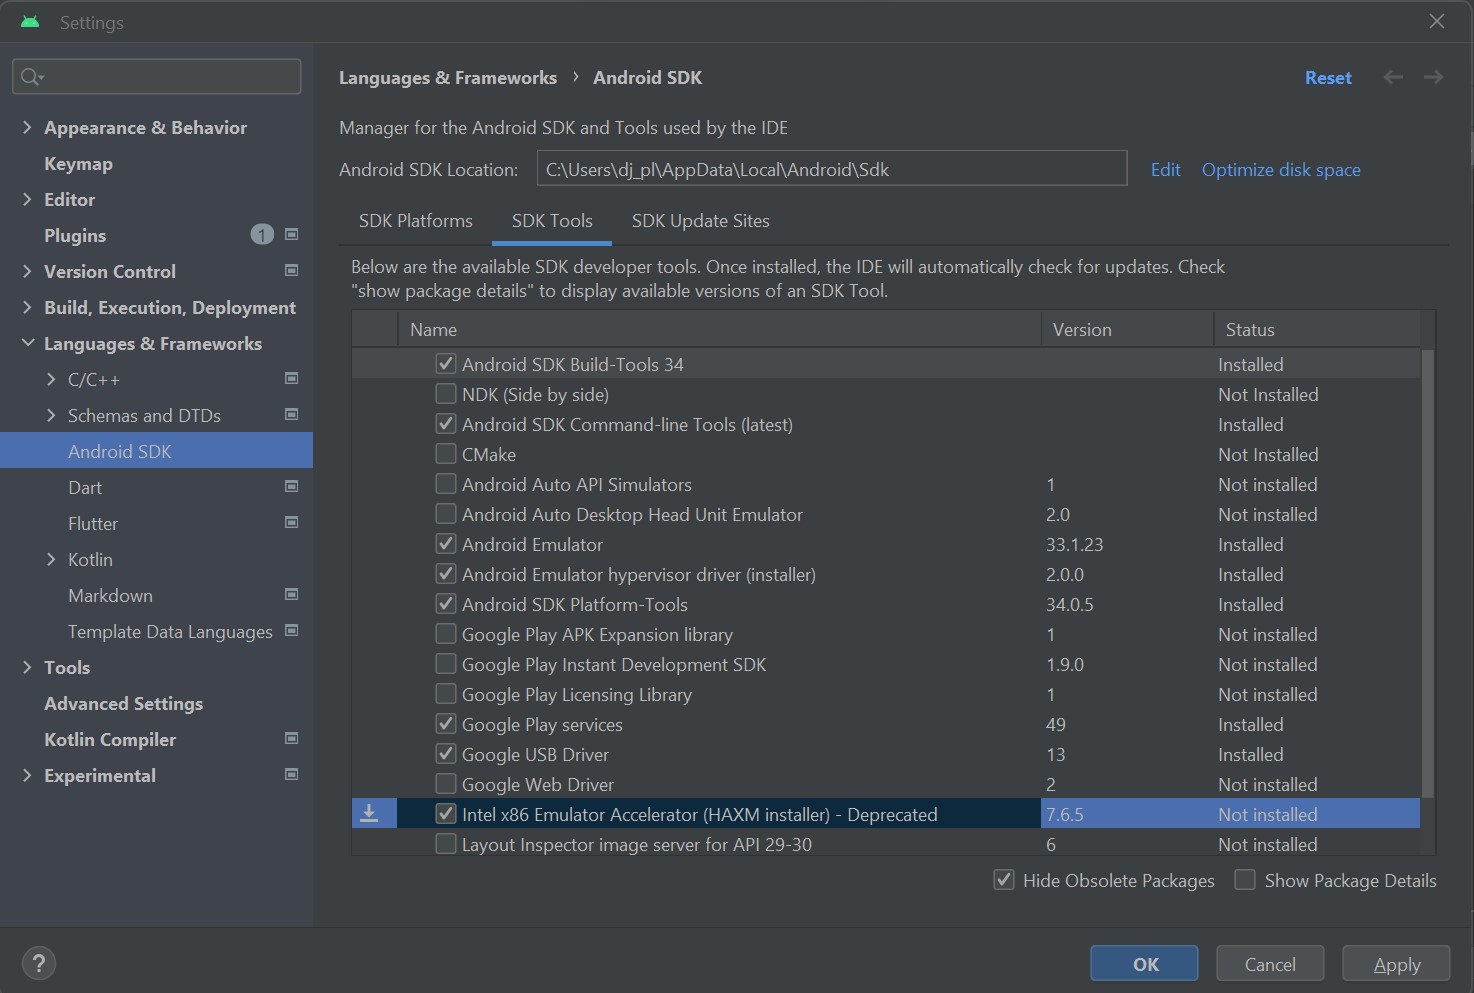 Settings
Languages & Frameworks › Android SDK
Reset
Appearance & Behavior
Keymap
Editor
Plugins
1
Version Control
Build, Execution, Deployment
Languages & Frameworks
C/C++
Schemas and DTDs
Android SDK
Dart
Flutter
Kotlin
Markdown
Template Data Languages
Tools
Advanced Settings
Kotlin Compiler
Experimental
Manager for the Android SDK and Tools used by the IDE
Android SDK Location: C:\Users\dj_pl\AppData\Local\Android\Sdk Edit Optimize disk space
SDK Platforms SDK Tools SDK Update Sites
Below are the available SDK developer tools. Once installed, the IDE will automatically check for updates. Check
"show package details" to display available versions of an SDK Tool.
Name Version Status
Android SDK Build-Tools 34 Installed
NDK (Side by side) Not Installed
Android SDK Command-line Tools (latest) Installed
CMake Not Installed
Android Auto API Simulators 1 Not installed
Android Auto Desktop Head Unit Emulator 2.0 Not installed
Android Emulator 33.1.23 Installed
Android Emulator hypervisor driver (installer) 2.0.0 Installed
Android SDK Platform-Tools 34.0.5 Installed
Google Play APK Expansion library 1 Not installed
Google Play Instant Development SDK 1.9.0 Not installed
Google Play Licensing Library 1 Not installed
Google Play services 49 Installed
Google USB Driver 13 Installed
Google Web Driver 2 Not installed
Intel x86 Emulator Accelerator (HAXM installer) - Deprecated 7.6.5 Not installed
Layout Inspector image server for API 29-30 6 Not installed
Hide Obsolete Packages Show Package Details
? OK Cancel Apply